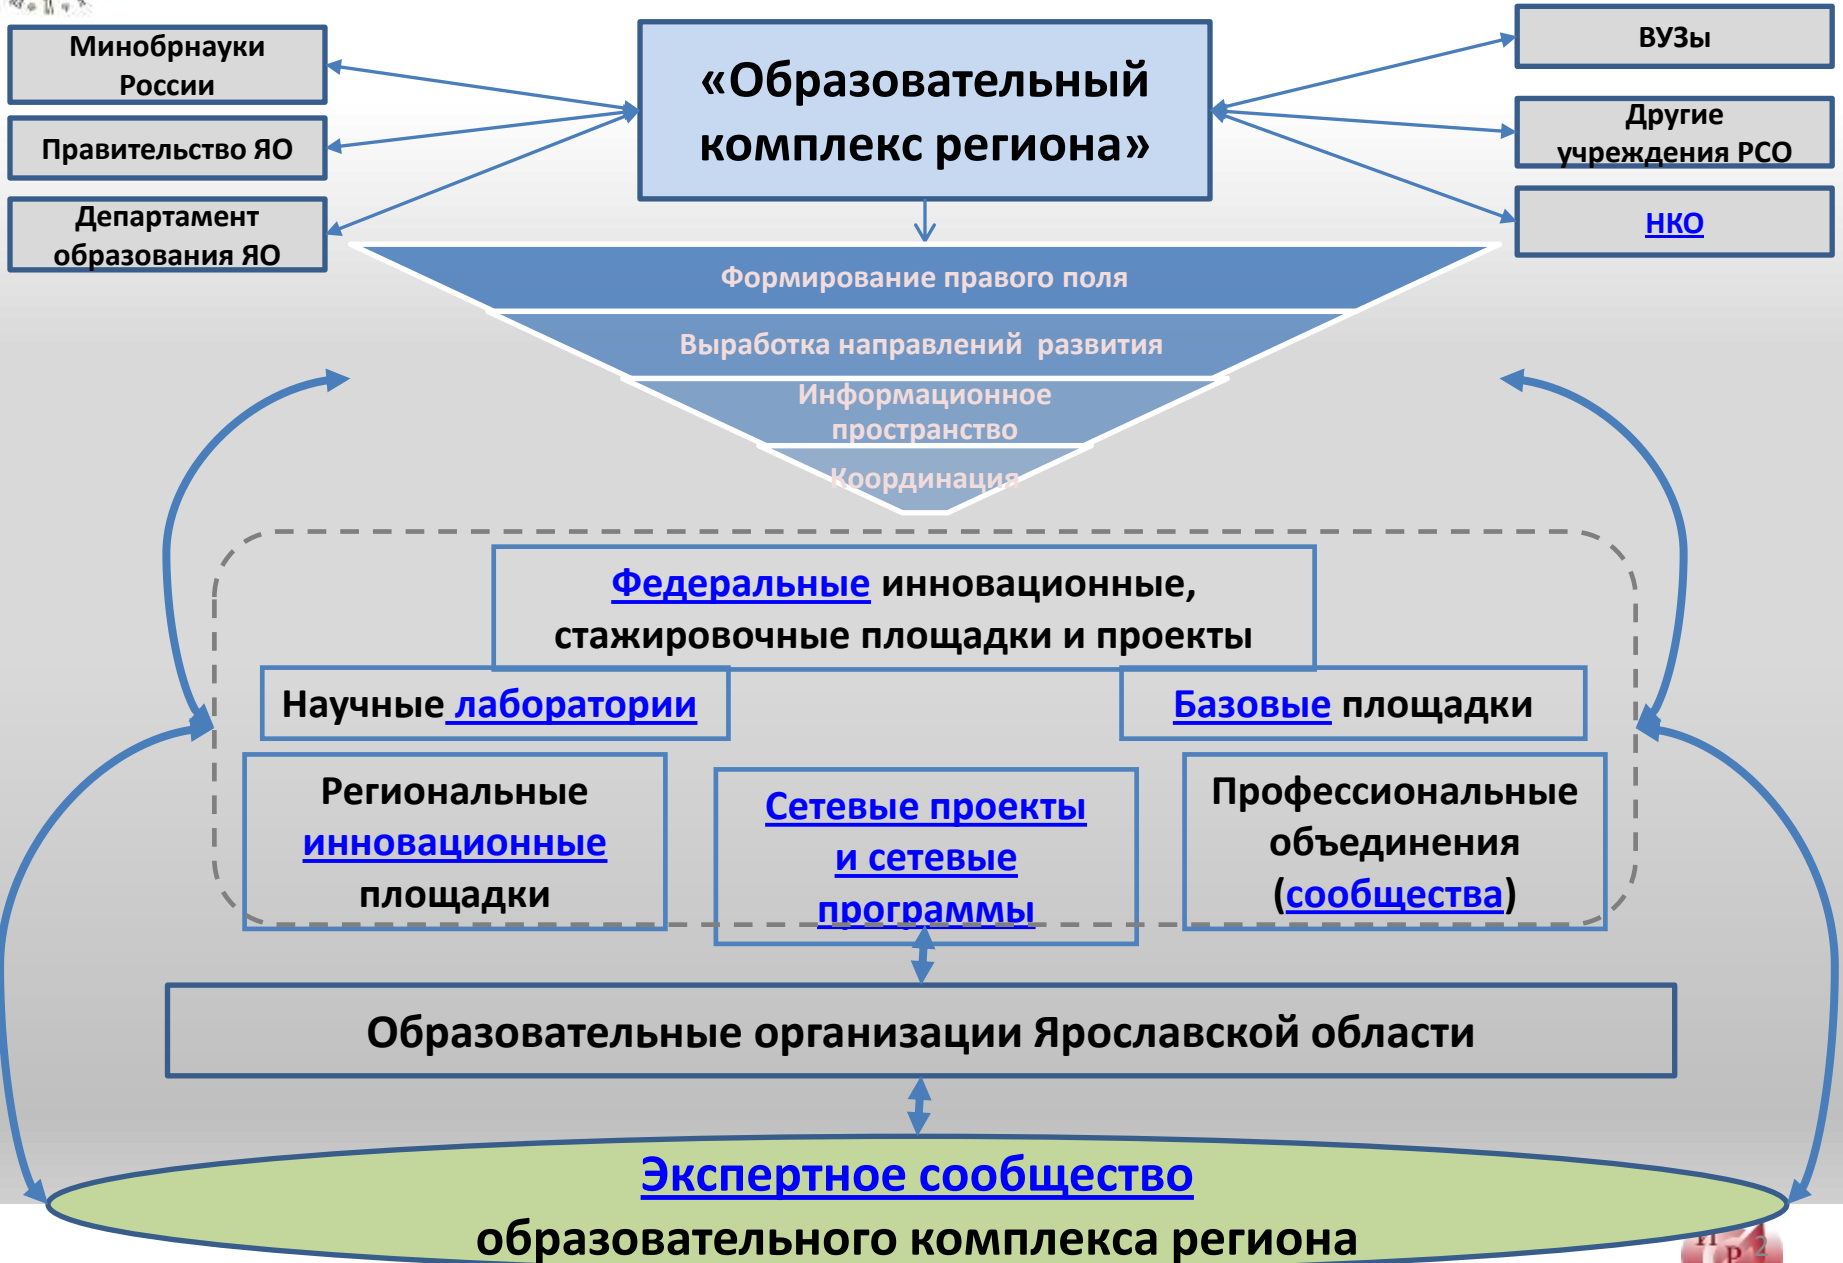 Минобрнауки
России
Правительство ЯО
Департамент
образования ЯО
«Образовательный
комплекс региона»
ВУЗы
Другие
учреждения РСО
НКО
Формирование правого поля
Выработка направлений развития
Информационное
пространство
Координация
Федеральные инновационные,
стажировочные площадки и проекты
Научные лаборатории
Базовые площадки
Региональные
инновационные
площадки
Сетевые проекты
и сетевые
программы
Профессиональные
объединения
(сообщества)
Образовательные организации Ярославской области
Экспертное сообщество
образовательного комплекса региона
2